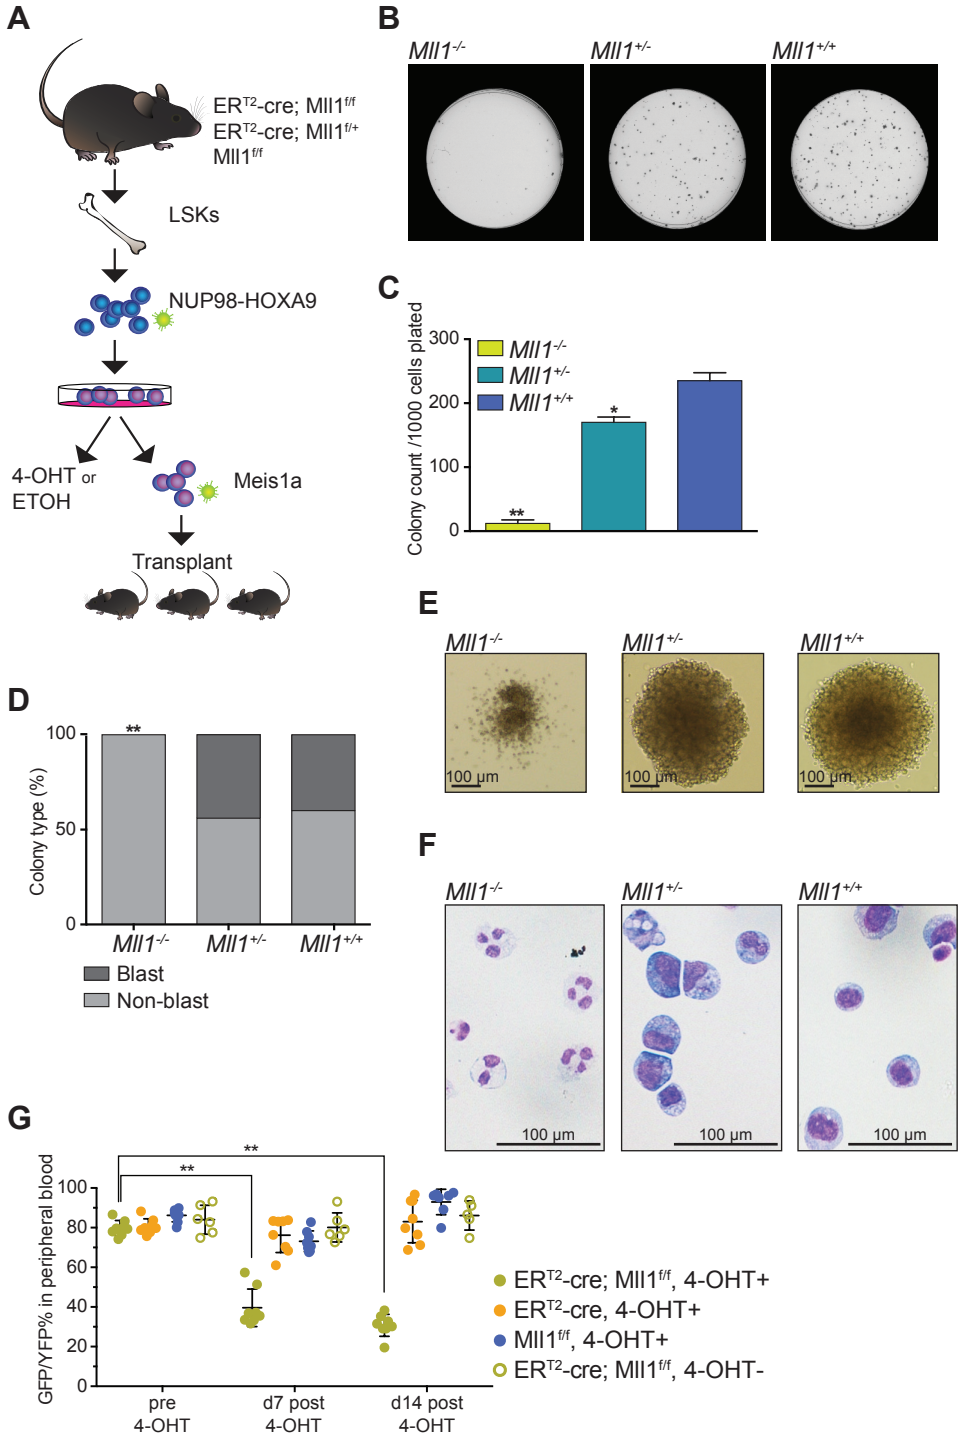 A
ER^T2-cre; Mll1^f/f
ER^T2-cre; Mll1^f/+
Mll1^f/f
LSKs
NUP98-HOXA9
4-OHT or
ETOH
Meis1a
Transplant
B
Mll1^-/-
Mll1^+/-
Mll1^+/+
C
Colony count /1000 cells plated
300
200
100
0
Mll1^-/-
Mll1^+/-
Mll1^+/+
**
*
D
Colony type (%)
100
50
0
**
Mll1^-/-
Mll1^+/-
Mll1^+/+
Blast
Non-blast
E
Mll1^-/-
Mll1^+/-
Mll1^+/+
100 µm
100 µm
100 µm
F
Mll1^-/-
Mll1^+/-
Mll1^+/+
100 µm
100 µm
100 µm
G
GFP/YFP% in peripheral blood
100
80
60
40
20
0
**
**
pre
4-OHT
d7 post
4-OHT
d14 post
4-OHT
ER^T2-cre; Mll1^f/f, 4-OHT+
ER^T2-cre, 4-OHT+
Mll1^f/f, 4-OHT+
ER^T2-cre; Mll1^f/f, 4-OHT-